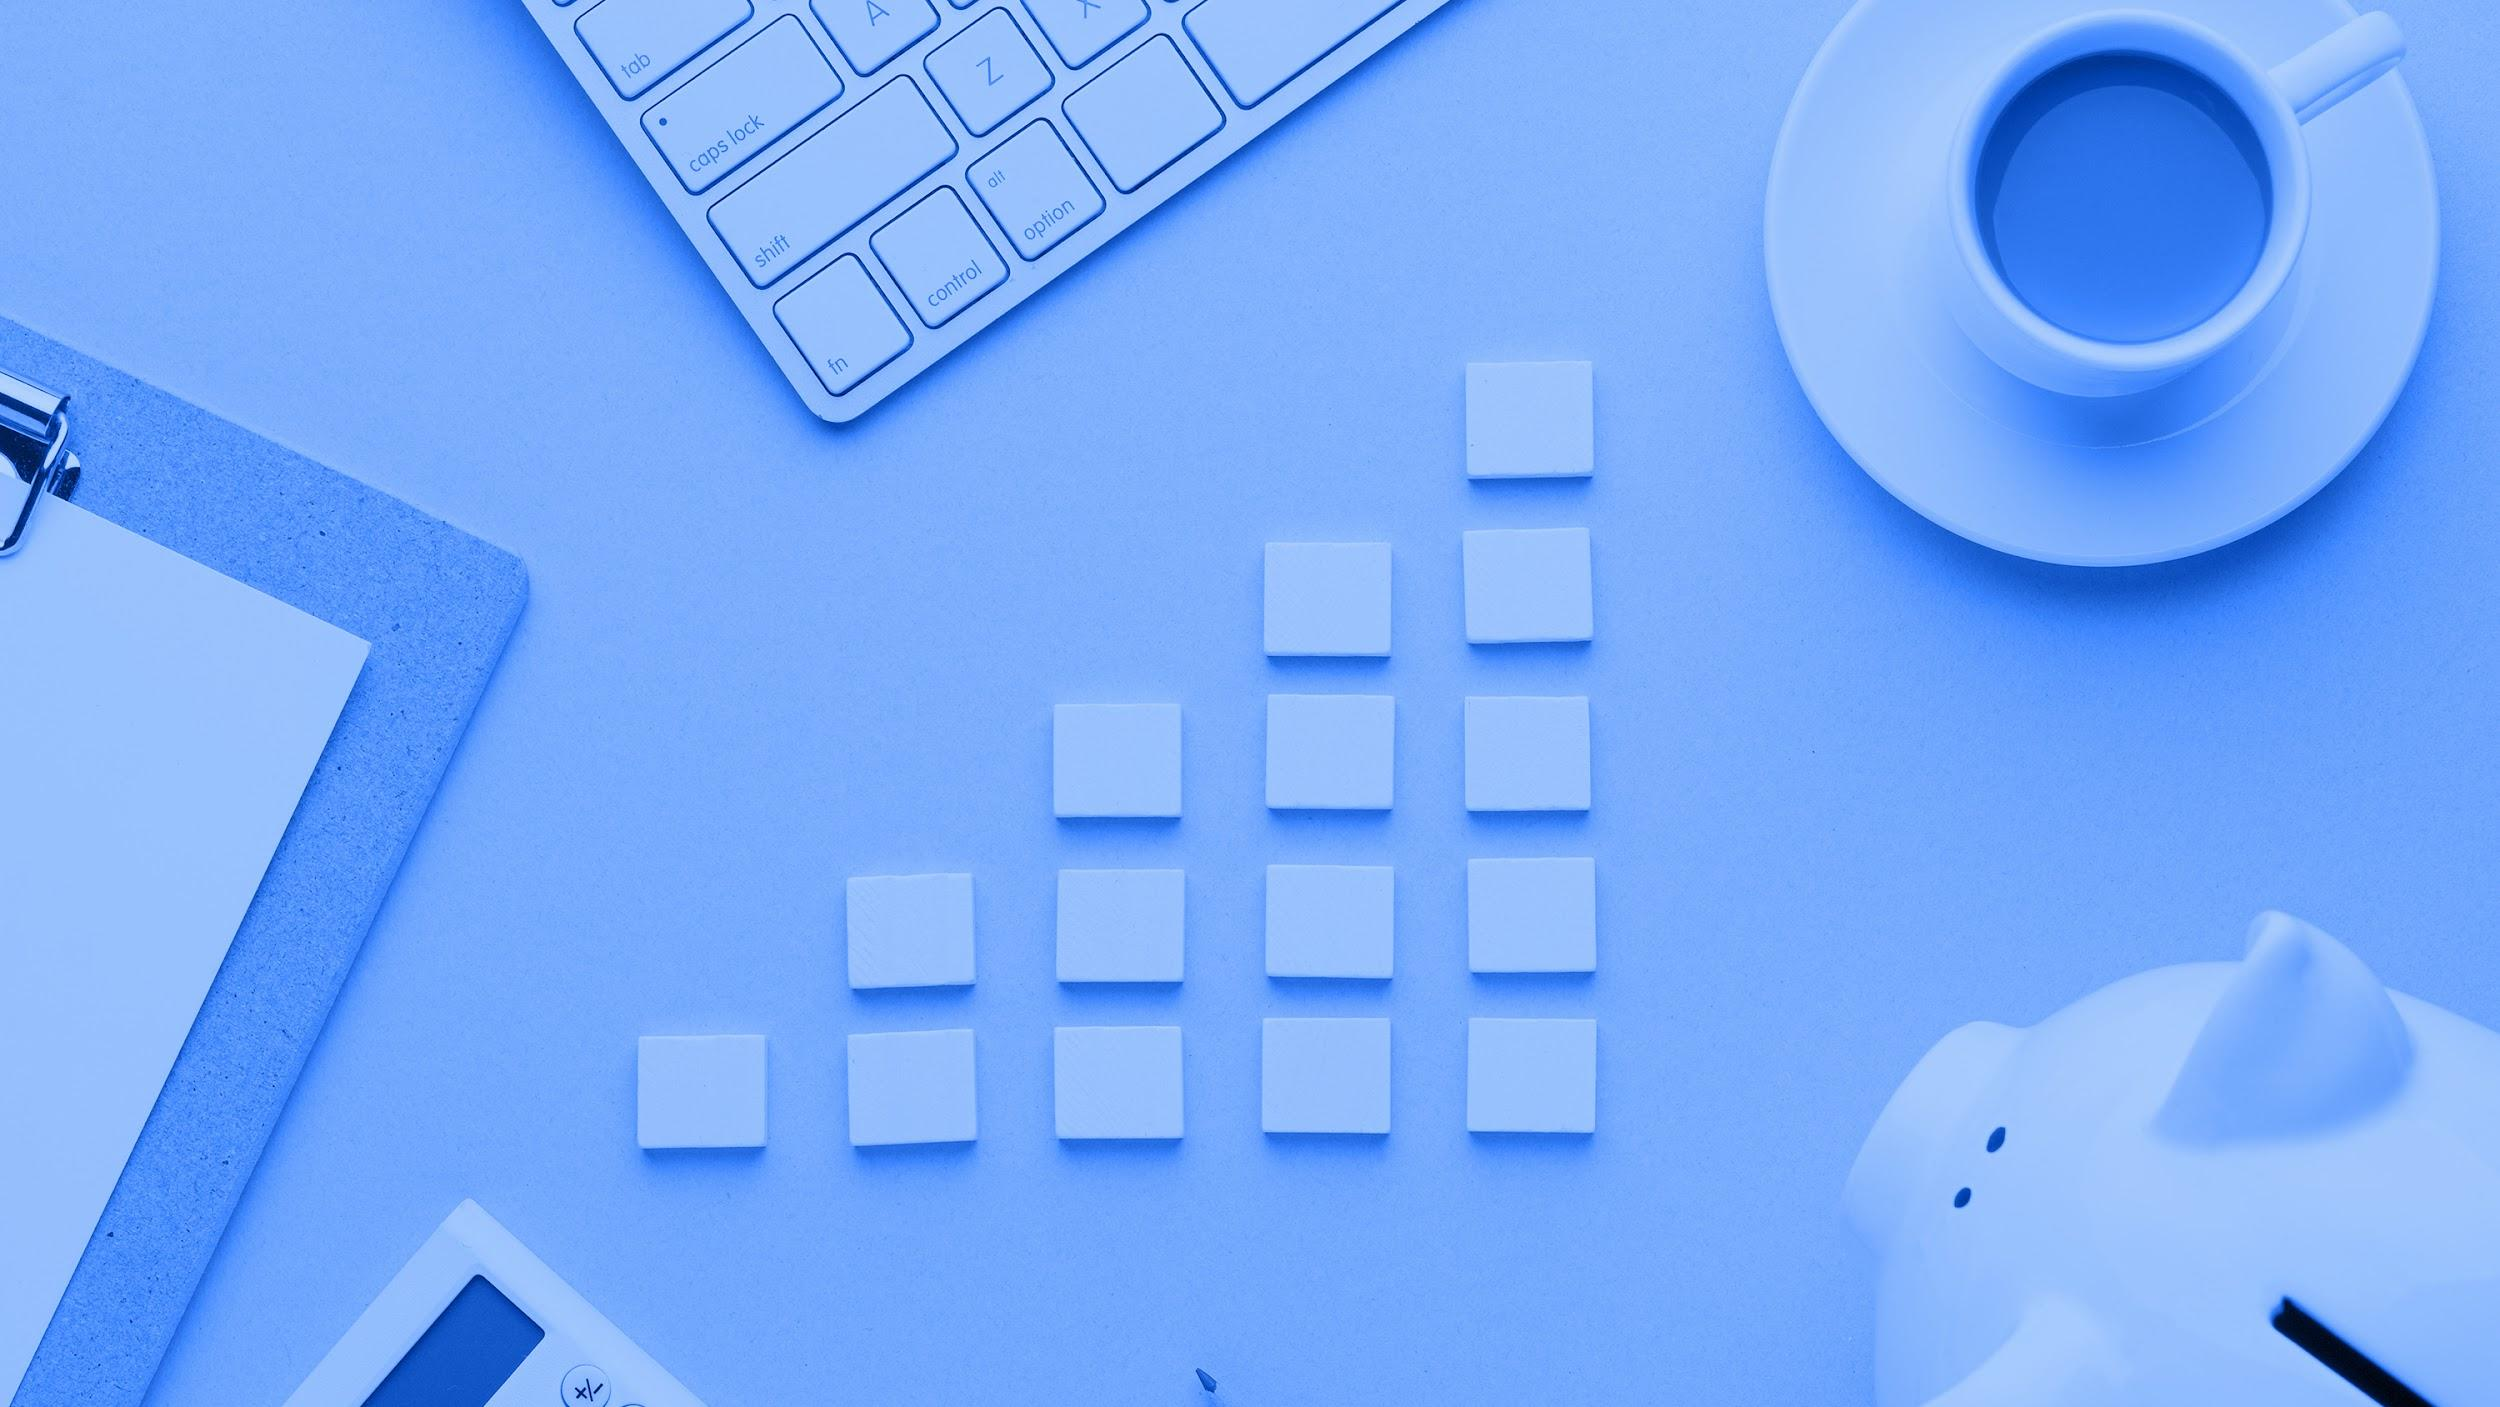 A
X
tab
Z
caps lock
alt
option
shift
control
fn
+/-